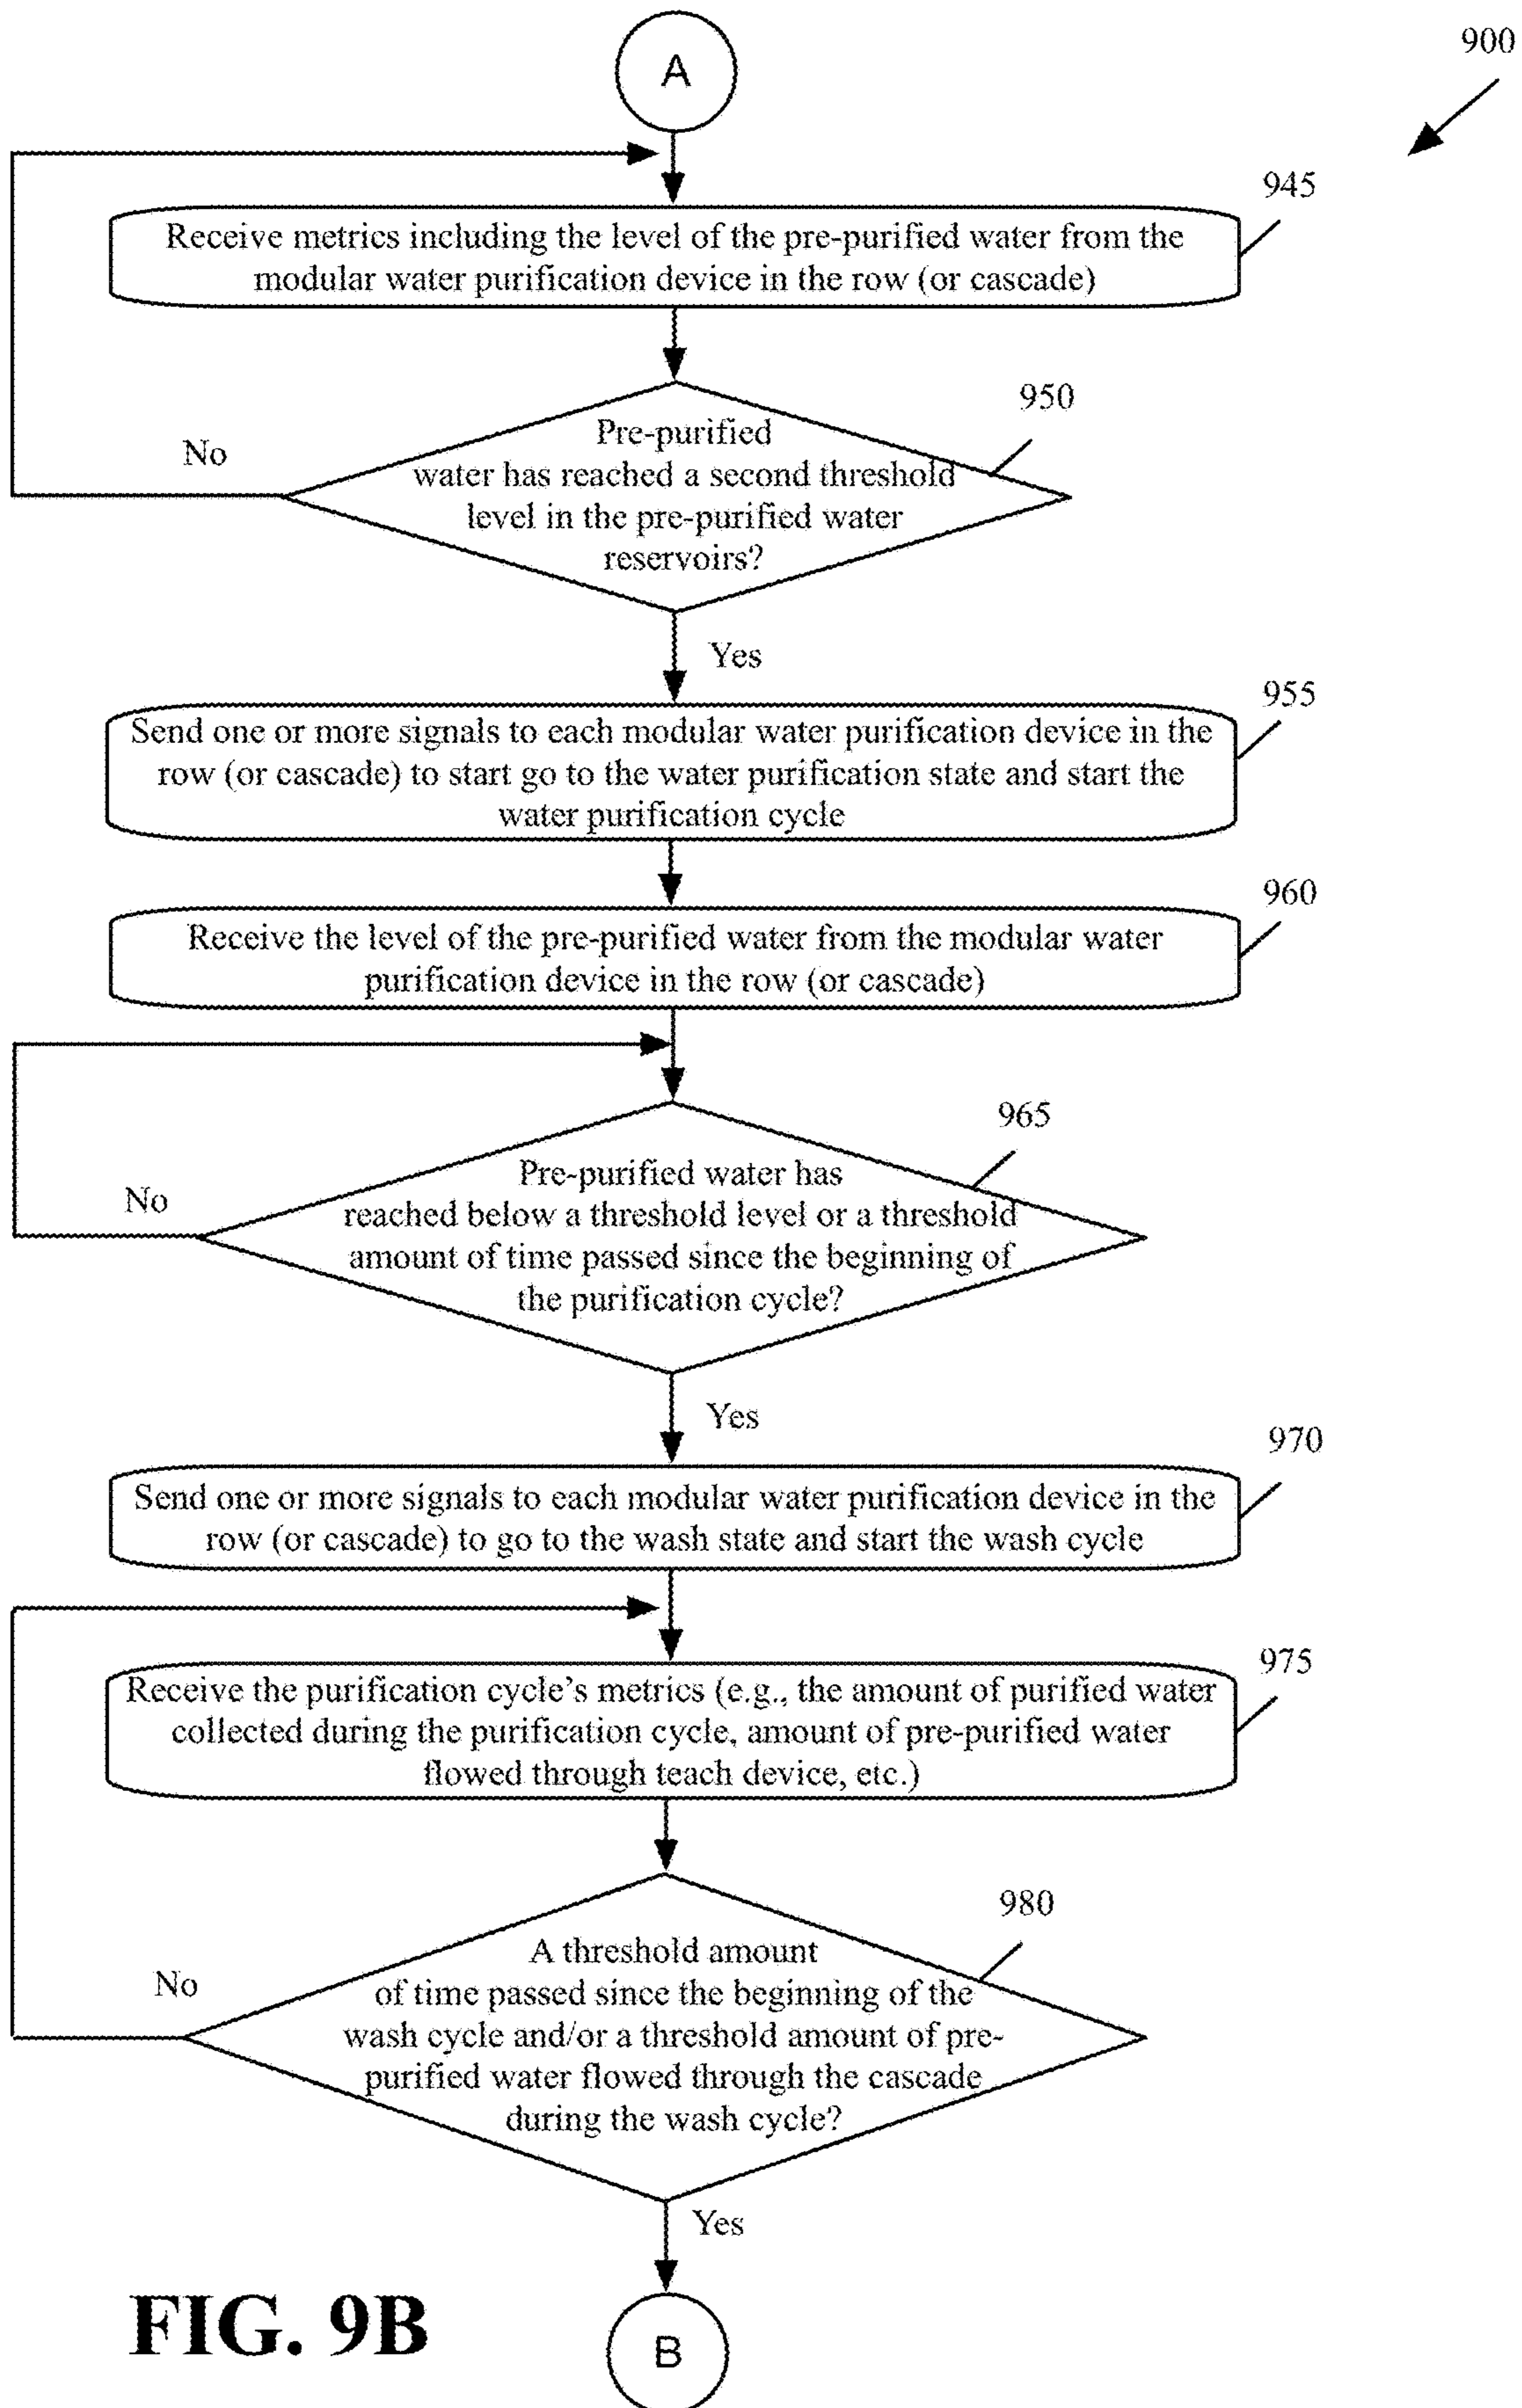 A
900
945
Receive metrics including the level of the pre-purified water from the
modular water purification device in the row (or cascade)
950
Pre-purified
water has reached a second threshold
level in the pre-purified water
reservoirs?
No
Yes
955
Send one or more signals to each modular water purification device in the
row (or cascade) to start go to the water purification state and start the
water purification cycle
960
Receive the level of the pre-purified water from the modular water
purification device in the row (or cascade)
965
Pre-purified water has
reached below a threshold level or a threshold
amount of time passed since the beginning of
the purification cycle?
No
Yes
970
Send one or more signals to each modular water purification device in the
row (or cascade) to go to the wash state and start the wash cycle
975
Receive the purification cycle's metrics (e.g., the amount of purified water
collected during the purification cycle, amount of pre-purified water
flowed through teach device, etc.)
980
A threshold amount
of time passed since the beginning of the
wash cycle and/or a threshold amount of pre-
purified water flowed through the cascade
during the wash cycle?
No
Yes
FIG. 9B
B